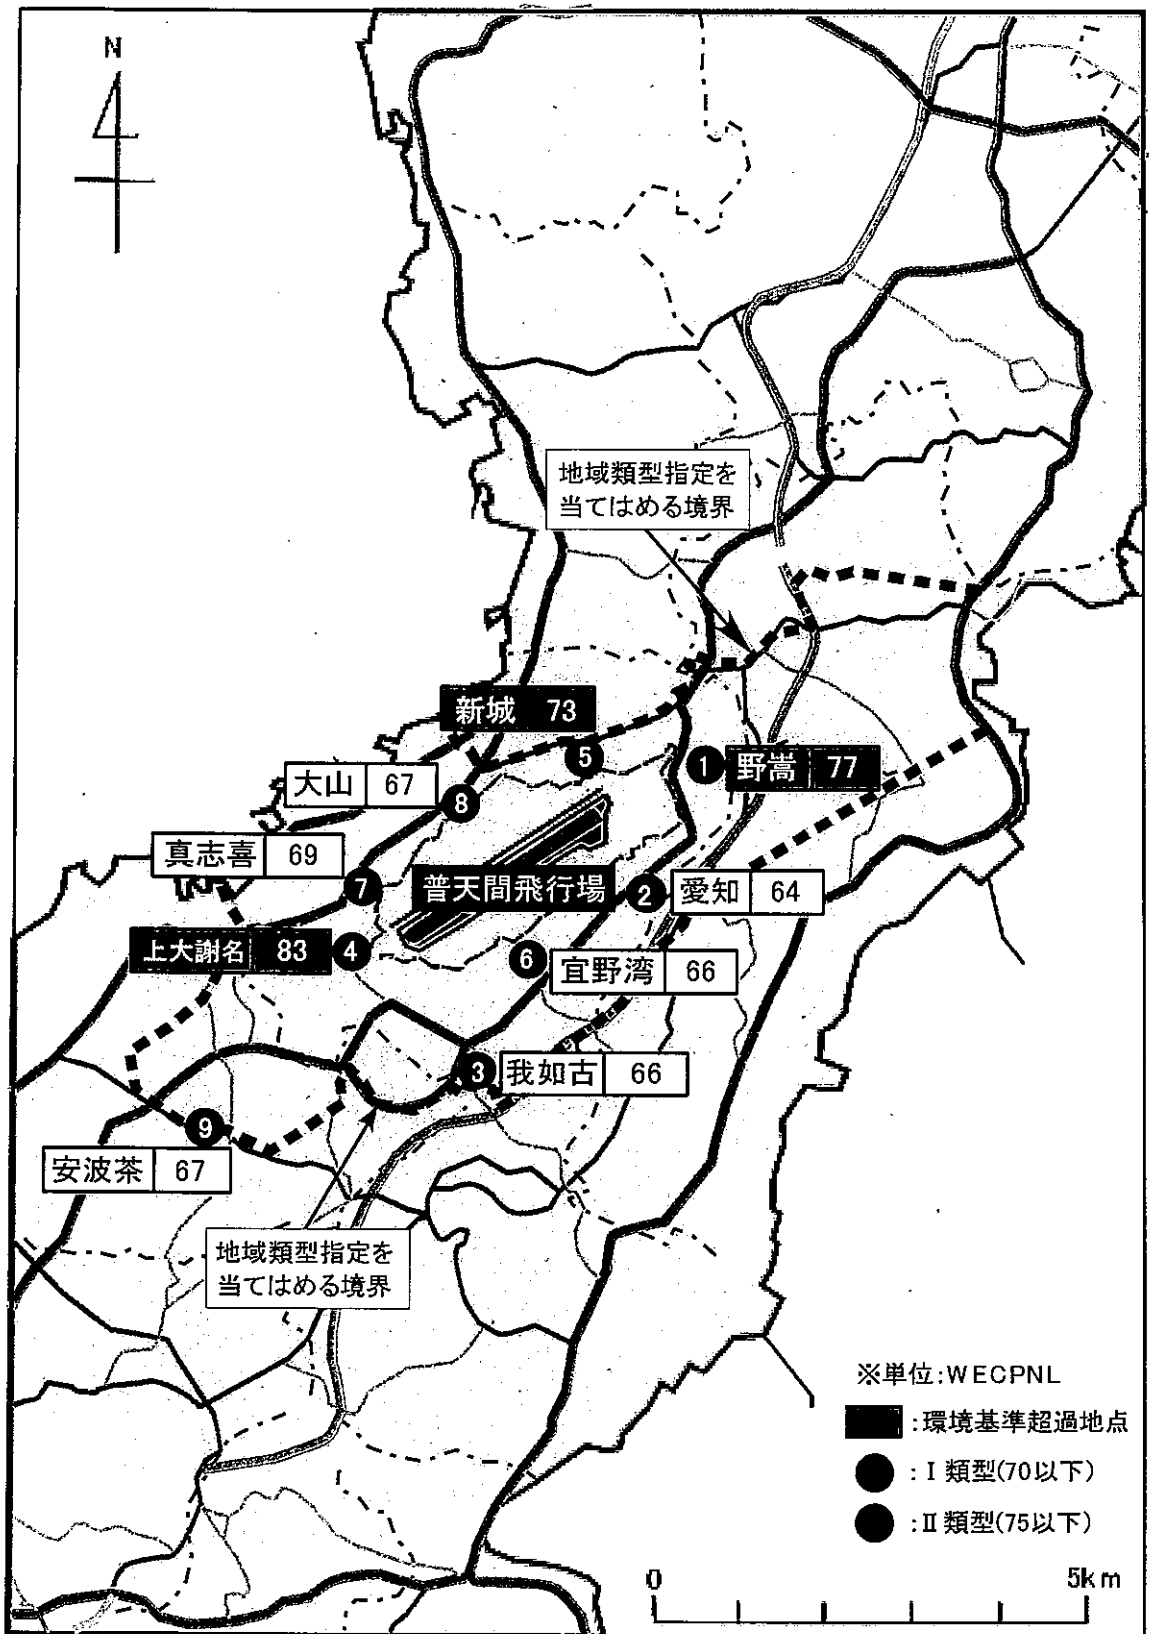 N
地域類型指定を
当てはめる境界
新城 73
5
1
野嵩 77
大山 67
8
真志喜 69
7
普天間飛行場
2
愛知 64
上大謝名 83
4
6
宜野湾 66
3
我如古 66
9
安波茶 67
地域類型指定を
当てはめる境界
※単位:WECPNL
:環境基準超過地点
:Ⅰ類型(70以下)
:Ⅱ類型(75以下)
0 5km